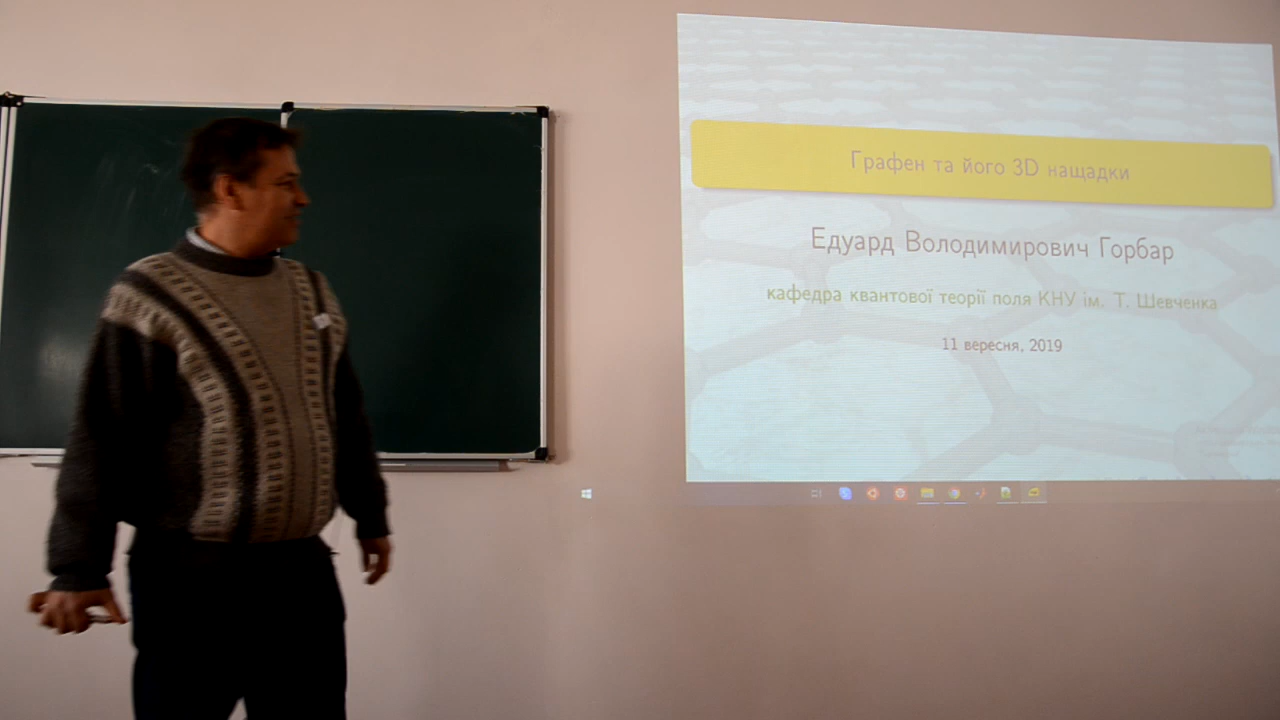 Графен та його 3D нащадки
Едуард Володимирович Горбар
кафедра квантової теорії поля КНУ ім. Т. Шевченка
11 вересня, 2019